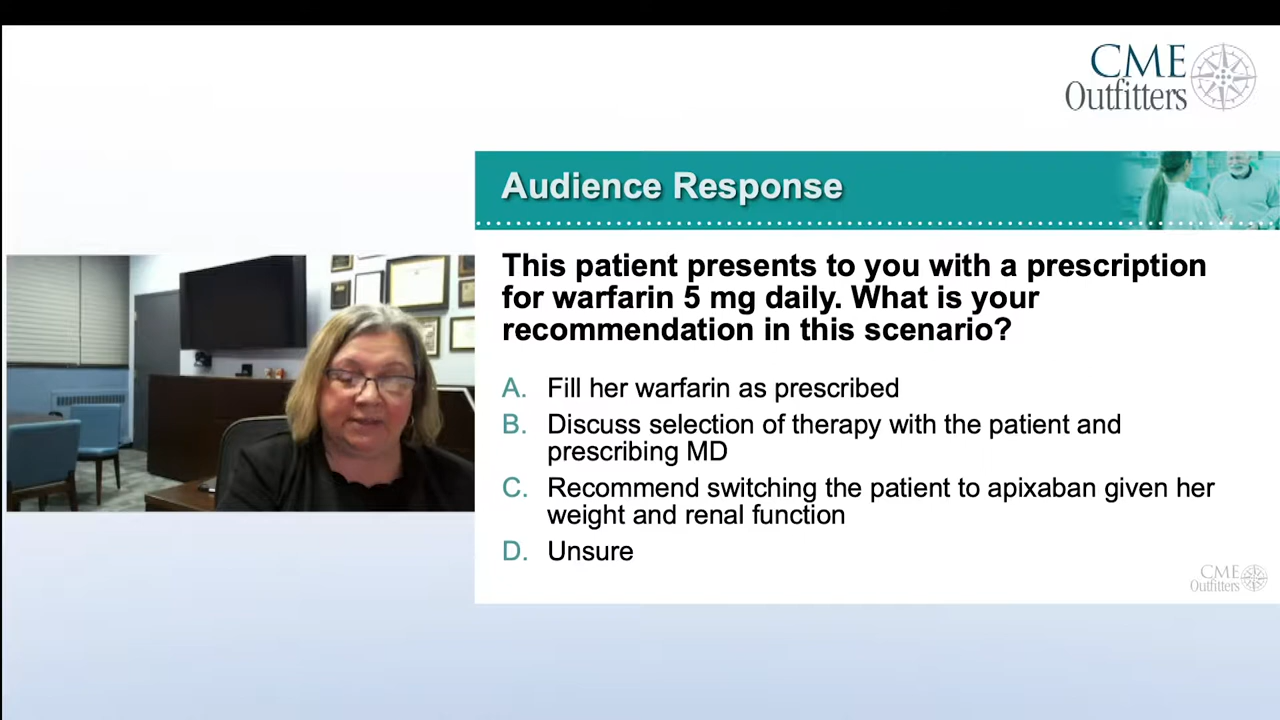 CME
Outfitters
Audience Response
This patient presents to you with a prescription
for warfarin 5 mg daily. What is your
recommendation in this scenario?
A. Fill her warfarin as prescribed
B. Discuss selection of therapy with the patient and
prescribing MD
C. Recommend switching the patient to apixaban given her
weight and renal function
D. Unsure
CME
Outfitters